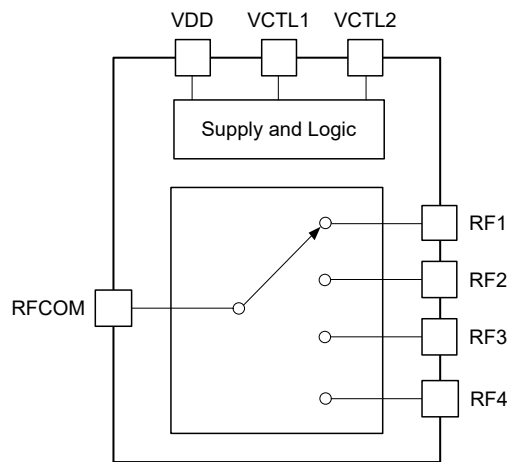 VDD VCTL1 VCTL2
Supply and Logic
RF1
RF2
RFCOM
RF3
RF4